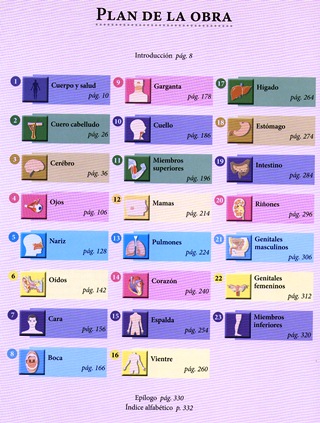 PLAN DE LA OBRA
Introducción pág. 8
1 Cuerpo y salud
pág. 10
2 Cuero cabelludo
pág. 26
3 Cerébro
pág. 36
4 Ojos
pág. 106
5 Nariz
pág. 128
6 Oídos
pág. 142
7 Cara
pág. 156
8 Boca
pág. 166
9 Garganta
pág. 178
10 Cuello
pág. 186
11 Miembros
superiores
pág. 196
12 Mamas
pág. 214
13 Pulmones
pág. 224
14 Corazón
pág. 240
15 Espalda
pág. 254
16 Vientre
pág. 260
17 Hígado
pág. 264
18 Estómago
pág. 274
19 Intestino
pág. 284
20 Riñones
pág. 296
21 Genitales
masculinos
pág. 306
22 Genitales
femeninos
pág. 312
23 Miembros
inferiores
pág. 320
Epílogo pág. 330
Índice alfabético p. 332